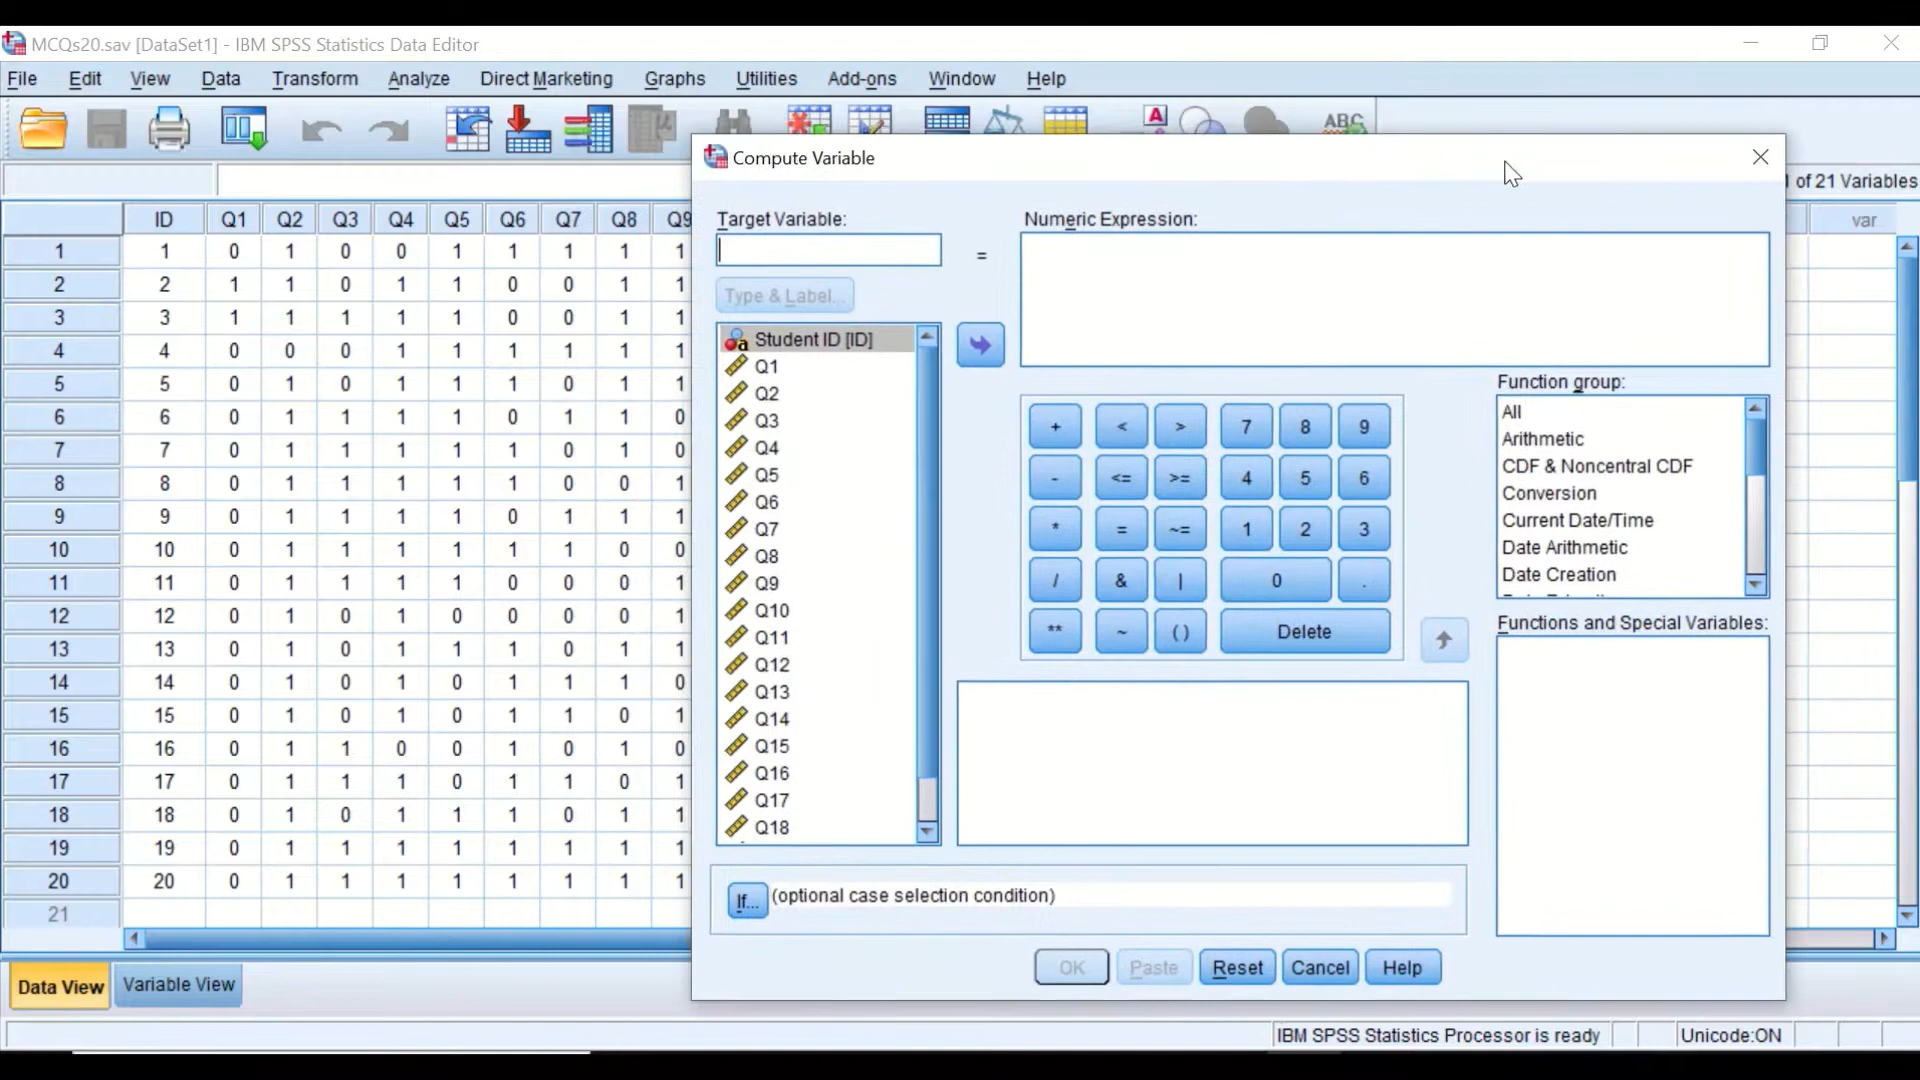 MCQs20.sav [DataSet1] - IBM SPSS Statistics Data Editor
File Edit View Data Transform Analyze Direct Marketing Graphs Utilities Add-ons Window Help
A ABC
Compute Variable
1 of 21 Variables
ID Q1 Q2 Q3 Q4 Q5 Q6 Q7 Q8 Q9 var
1 1 0 1 0 0 1 1 1 1 1
2 2 1 1 0 1 1 0 0 1 1
3 3 1 1 1 1 1 0 0 1 1
4 4 0 0 0 1 1 1 1 1 1
5 5 0 1 0 1 1 1 0 1 1
6 6 0 1 1 1 1 0 1 1 0
7 7 0 1 1 1 1 1 0 1 0
8 8 0 1 1 1 1 1 0 0 1
9 9 0 1 1 1 1 0 1 1 1
10 10 0 1 1 1 1 1 1 0 0
11 11 0 1 1 1 1 0 0 0 1
12 12 0 1 0 1 0 0 0 0 1
13 13 0 1 0 1 1 1 0 1 1
14 14 0 1 0 1 0 1 1 1 0
15 15 0 1 0 1 0 1 1 0 1
16 16 0 1 1 0 0 1 0 1 0
17 17 0 1 1 1 0 1 1 0 1
18 18 0 1 0 1 1 1 0 1 1
19 19 0 1 1 1 1 1 1 1 1
20 20 0 1 1 1 1 1 1 1 1
21
Target Variable:
=
Numeric Expression:
Type & Label...
Student ID [ID]
Q1
Q2
Q3
Q4
Q5
Q6
Q7
Q8
Q9
Q10
Q11
Q12
Q13
Q14
Q15
Q16
Q17
Q18
+ < > 7 8 9
- <= >= 4 5 6
* = ~= 1 2 3
/ & | 0 .
** ~ ( ) Delete
Function group:
All
Arithmetic
CDF & Noncentral CDF
Conversion
Current Date/Time
Date Arithmetic
Date Creation
Functions and Special Variables:
If... (optional case selection condition)
OK Paste Reset Cancel Help
Data View Variable View
IBM SPSS Statistics Processor is ready Unicode:ON